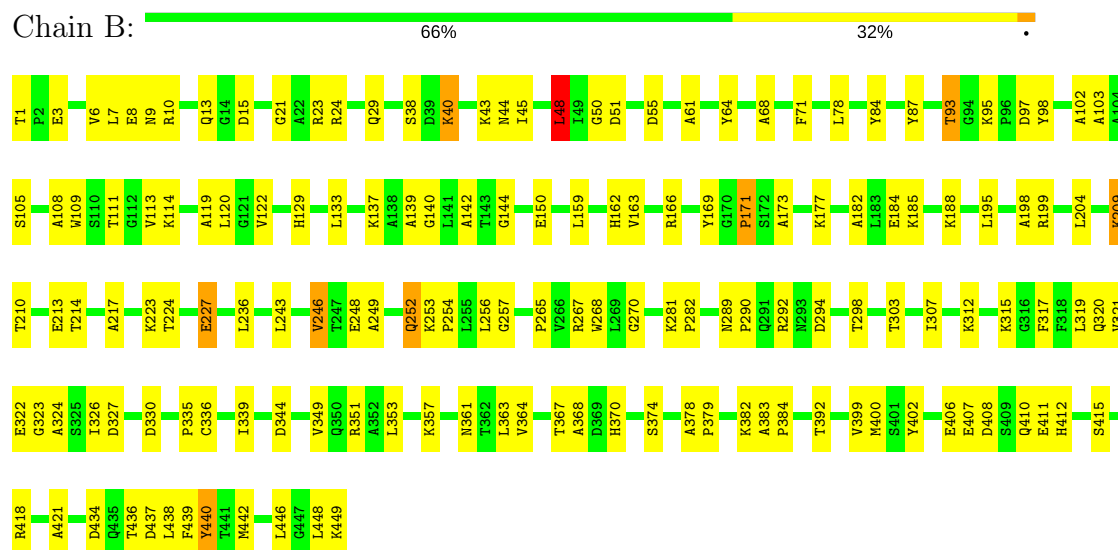 Chain B:
66% 32% •
T1 P2 E3 V6 L7 E8 N9 R10 Q13 G14 D15 G21 A22 R23 R24 Q29 S38 D39 K40 K43 N44 I45 L48 I49 G50 D51 D55 A61 Y64 A68 F71 L78 Y84 Y87 T93 G94 K95 P96 D97 Y98 A102 A103 A104
S105 A108 W109 S110 T111 G112 V113 K114 A119 L120 G121 V122 H129 L133 K137 A138 A139 G140 L141 A142 T143 G144 E150 L159 H162 V163 R166 Y169 G170 P171 S172 A173 K177 A182 L183 E184 K185 K188 L195 A198 R199 L204 K209
T210 E213 T214 A217 K223 T224 E227 L236 L243 V246 T247 E248 A249 Q252 K253 P254 L255 L256 G257 P265 V266 R267 W268 L269 G270 K281 P282 N289 P290 Q291 R292 N293 D294 T298 T303 I307 K312 K315 G316 F317 F318 L319 Q320 V321
E322 G323 A324 S325 I326 D327 D330 P335 C336 I339 D344 V349 Q350 R351 A352 L353 K357 N361 T362 L363 V364 T367 A368 D369 H370 S374 A378 P379 K382 A383 P384 T392 V399 M400 S401 Y402 E406 E407 D408 S409 Q410 E411 H412 S415
R418 A421 D434 Q435 T436 D437 L438 F439 Y440 T441 M442 L446 G447 L448 K449